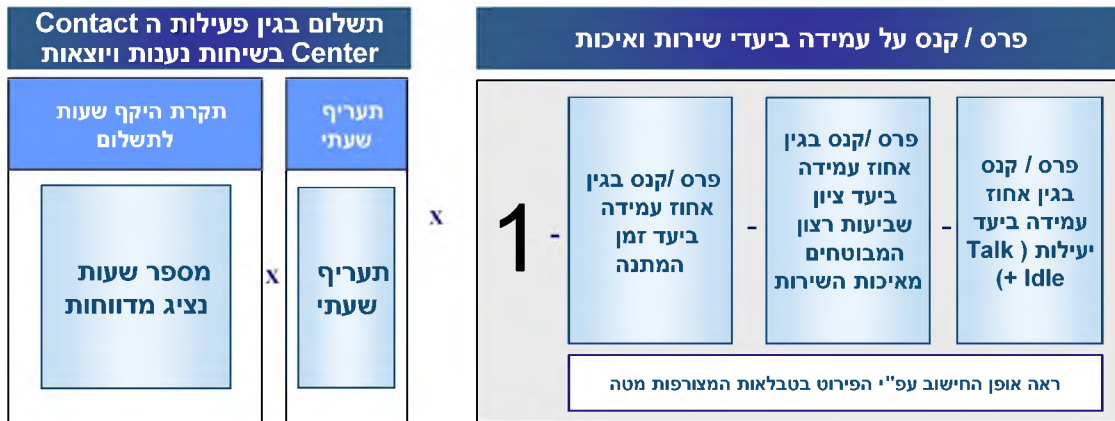 תשלום בגין פעילות ה Contact
Center בשיחות נענות ויוצאות
תקרת היקף שעות
לתשלום
תעריף
שעתי
מספר שעות
נציג מדווחות
x
תעריף
שעתי
x
פרס / קנס על עמידה ביעדי שירות ואיכות
1
-
פרס /קנס בגין
אחוז עמידה
ביעד זמן
המתנה
-
פרס /קנס בגין
אחוז עמידה
ביעד ציון
שביעות רצון
המבוטחים
מאיכות השירות
-
פרס / קנס
בגין אחוז
עמידה ביעד
יעילות ( Talk
+ Idle)
ראה אופן החישוב עפ"י הפירוט בטבלאות המצורפות מטה